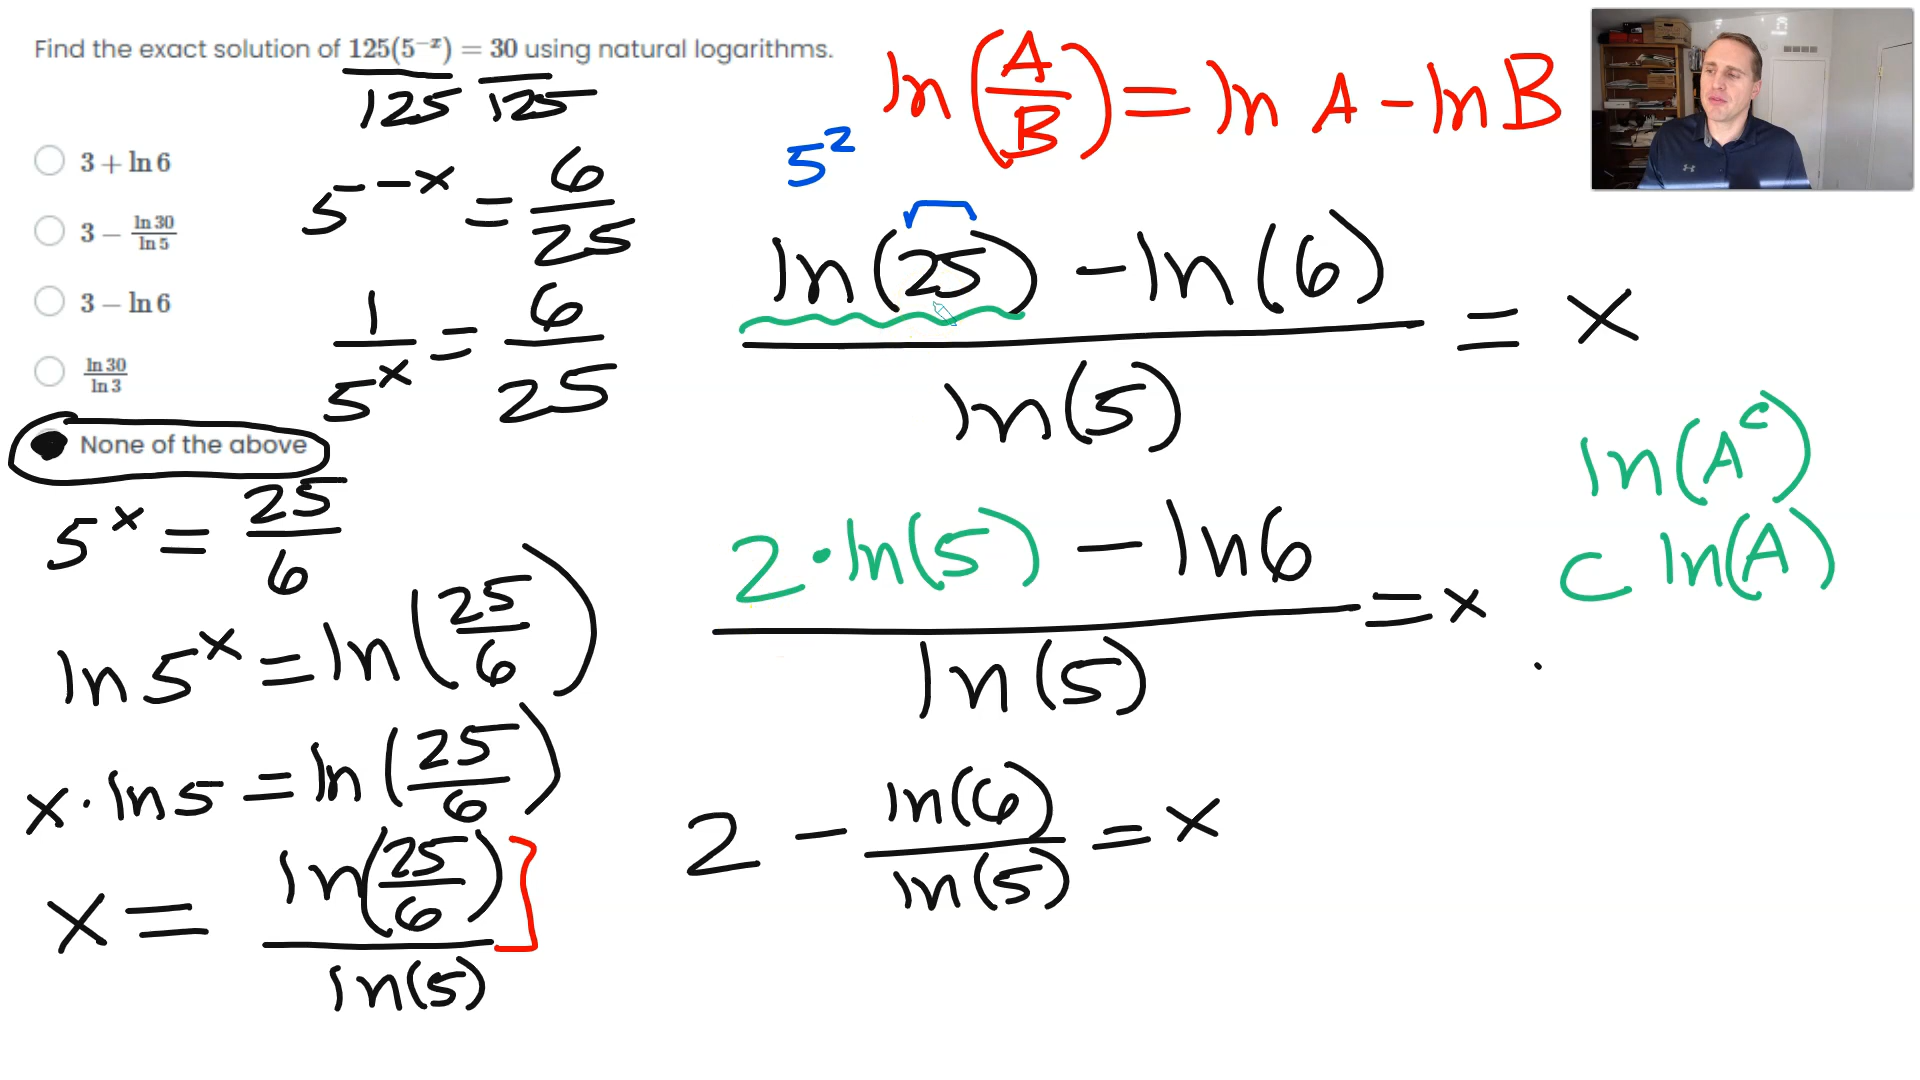 Find the exact solution of 125(5^{-x}) = 30 using natural logarithms.
125 125
3 + ln 6
3 − ln 30 / ln 5
3 − ln 6
ln 30 / ln 3
None of the above
5^{-x} = 6/25
1/5^x = 6/25
5^x = 25/6
ln 5^x = ln(25/6)
x · ln 5 = ln(25/6)
x = ln(25/6) / ln(5)
ln(A/B) = ln A − ln B
5^2
ln(25) − ln(6) / ln(5) = x
2 · ln(5) − ln 6 / ln(5) = x
2 − ln(6)/ln(5) = x
ln(A^c)
c ln(A)